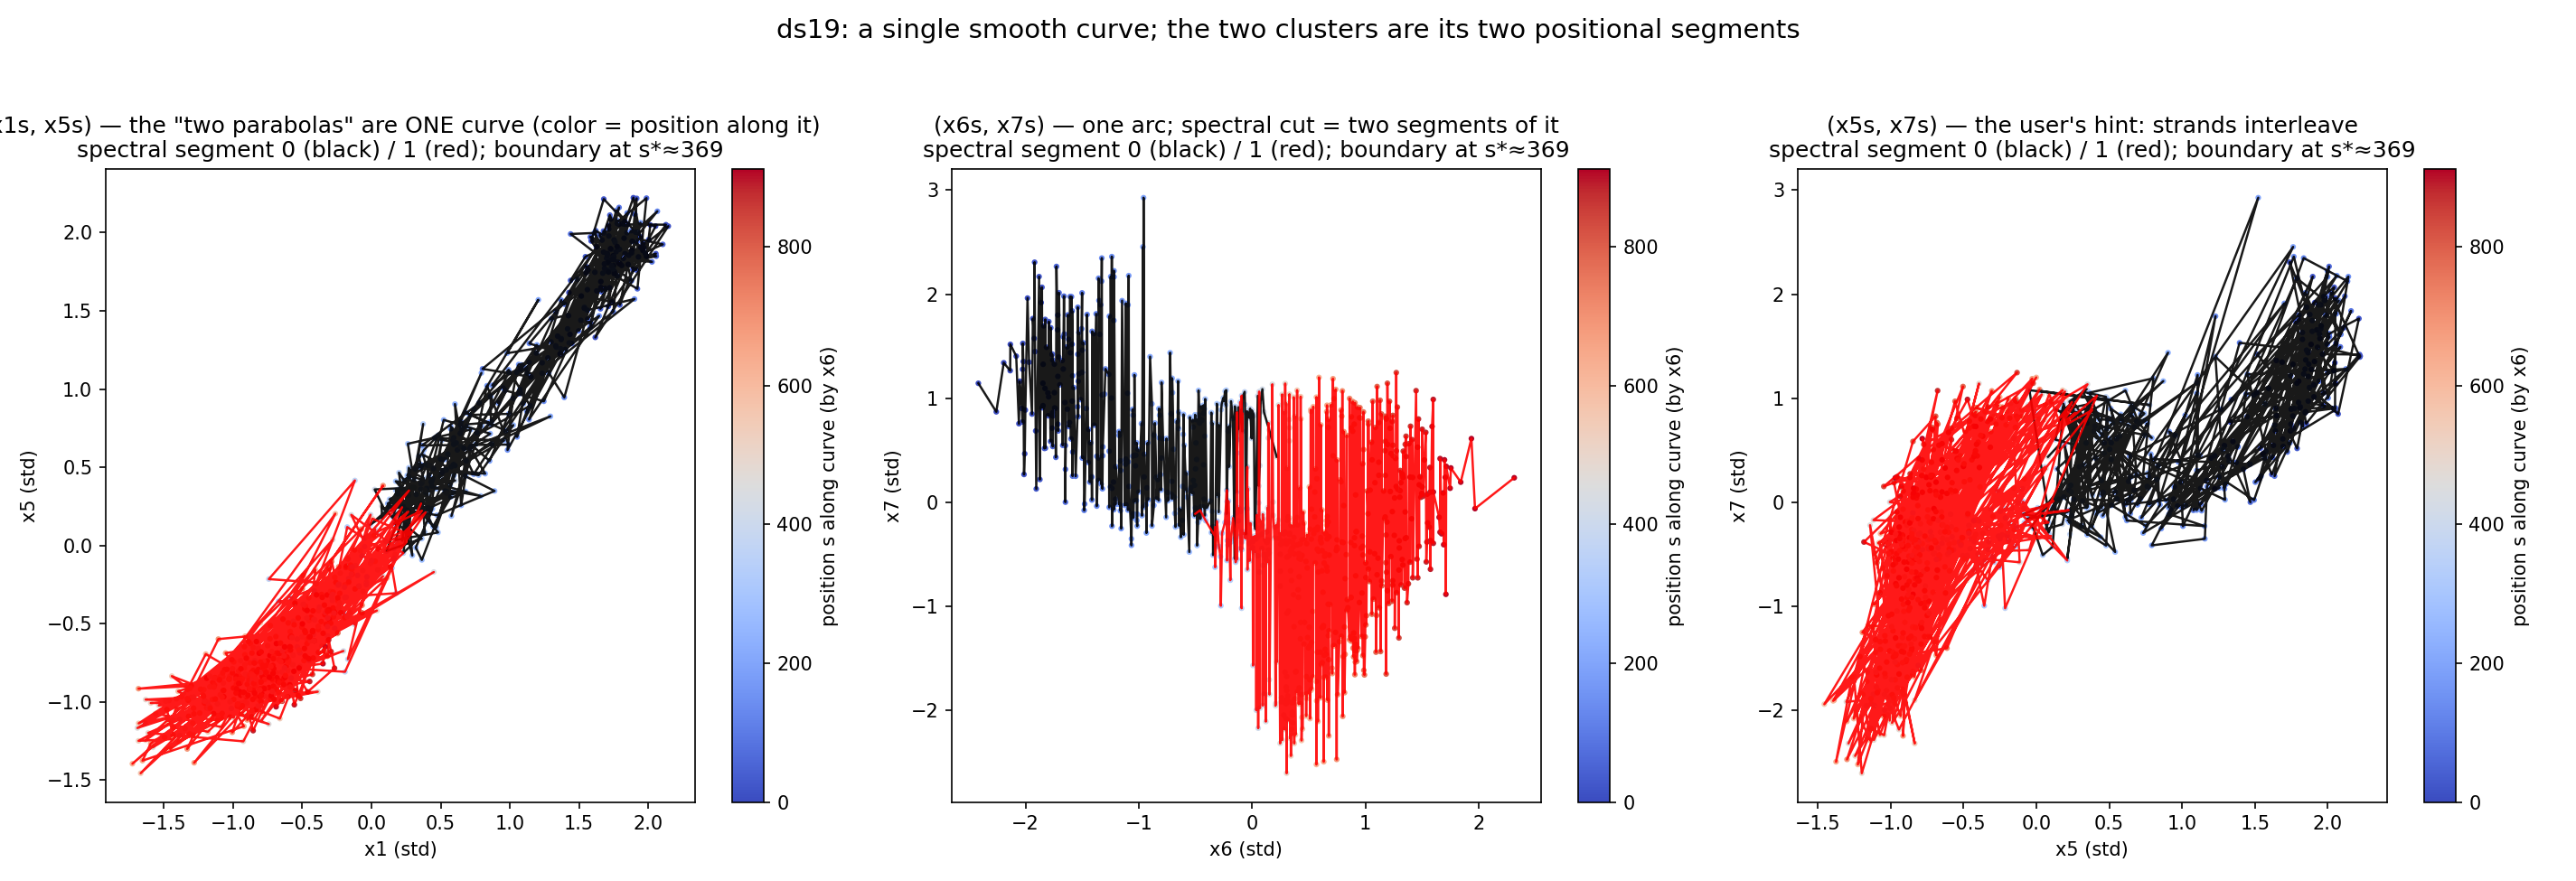 ds19: a single smooth curve; the two clusters are its two positional segments
x1s, x5s) — the "two parabolas" are ONE curve (color = position along it)
spectral segment 0 (black) / 1 (red); boundary at s*≈369
2.0
1.5
1.0
0.5
0.0
−0.5
−1.0
−1.5
x5 (std)
−1.5 −1.0 −0.5 0.0 0.5 1.0 1.5 2.0
x1 (std)
800
600
400
200
0
position s along curve (by x6)
(x6s, x7s) — one arc; spectral cut = two segments of it
spectral segment 0 (black) / 1 (red); boundary at s*≈369
3
2
1
0
−1
−2
x7 (std)
−2 −1 0 1 2
x6 (std)
800
600
400
200
0
position s along curve (by x6)
(x5s, x7s) — the user's hint: strands interleave
spectral segment 0 (black) / 1 (red); boundary at s*≈369
3
2
1
0
−1
−2
x7 (std)
−1.5 −1.0 −0.5 0.0 0.5 1.0 1.5 2.0
x5 (std)
800
600
400
200
0
position s along curve (by x6)